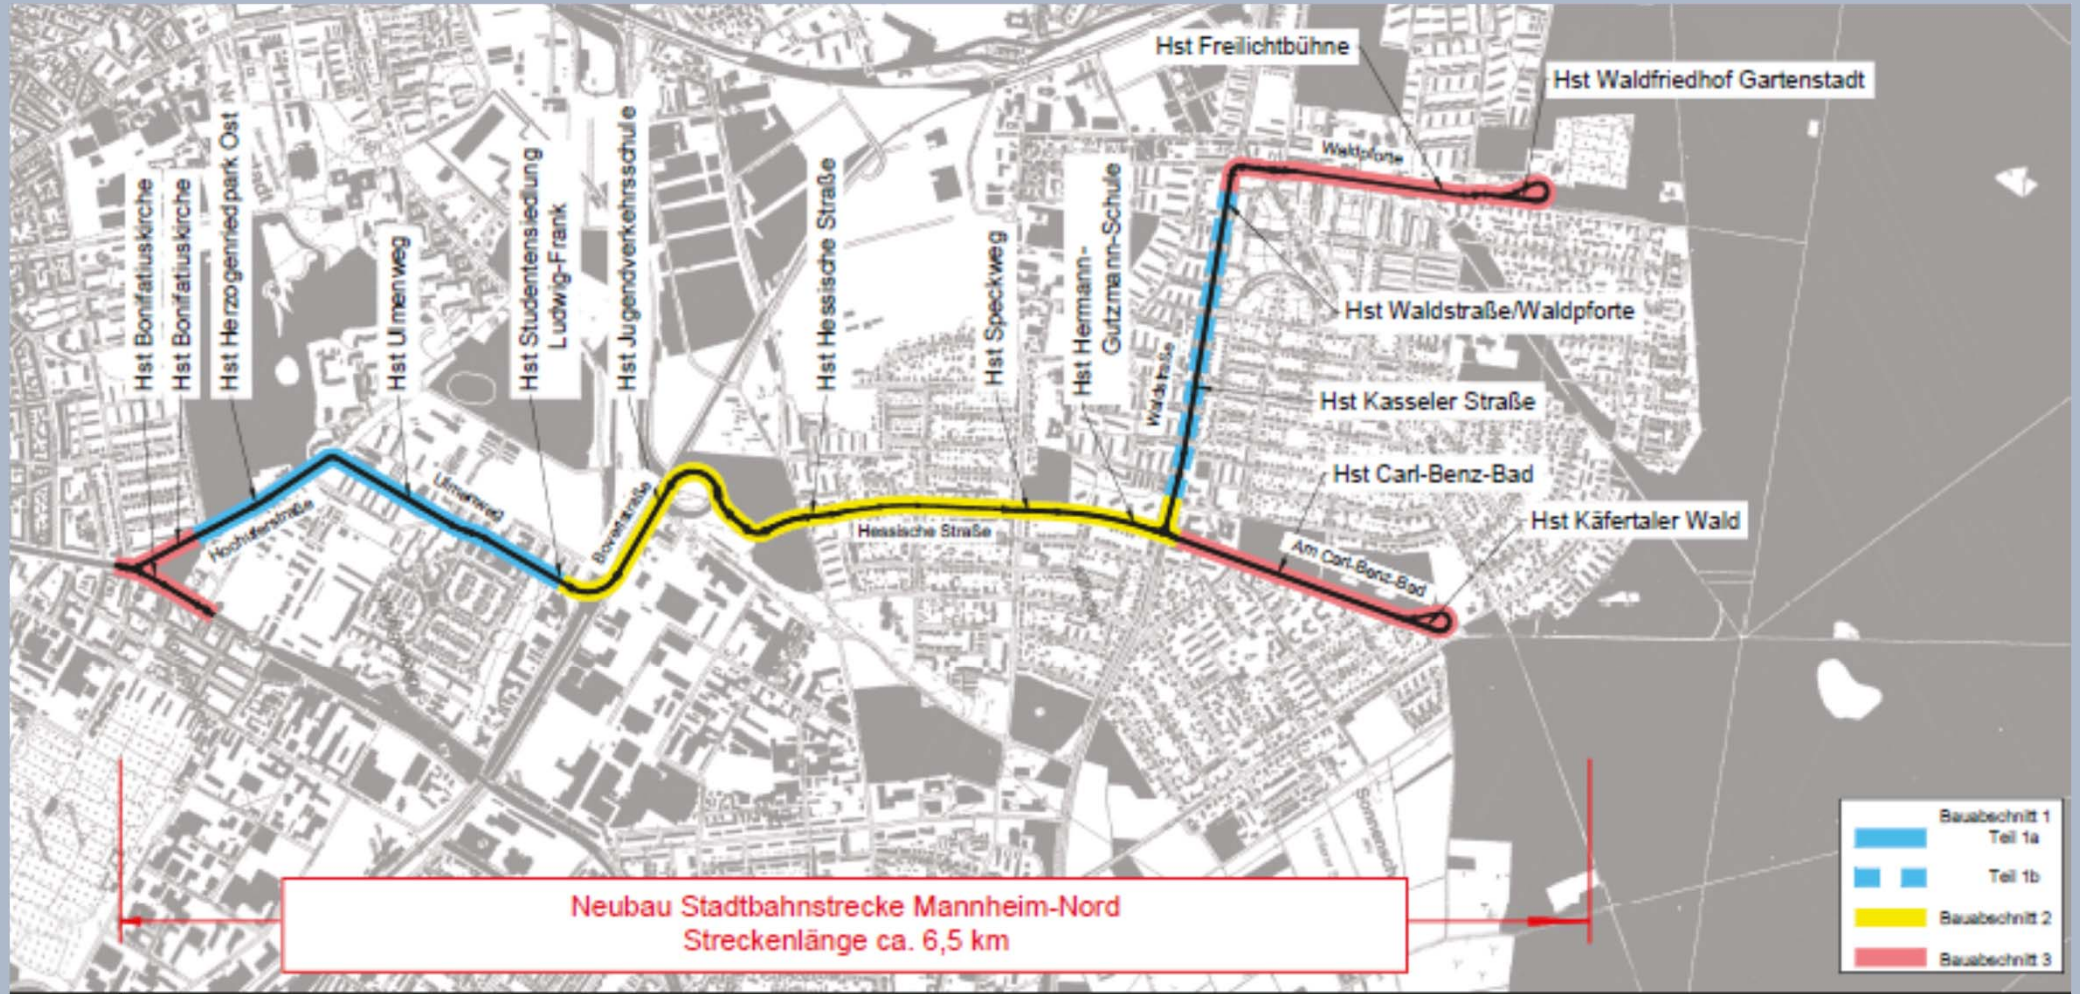 Hst Freilichtbühne
Hst Waldfriedhof Gartenstadt
Hst Bonifatiuskirche
Hst Bonifatiuskirche
Hst Herzogenriedpark Ost
Hst Ulmenweg
Hst Studentensiedlung
Ludwig-Frank
Hst Jugendverkehrsschule
Hst Hessische Straße
Hst Speckweg
Hst Hermann-
Gutzmann-Schule
Waldpforte
Hst Waldstraße/Waldpforte
Waldstraße
Hst Kasseler Straße
Hst Carl-Benz-Bad
Hst Käfertaler Wald
Hochuferstraße
Ulmenweg
Boveristraße
Hessische Straße
Am Carl-Benz-Bad
Neubau Stadtbahnstrecke Mannheim-Nord
Streckenlänge ca. 6,5 km
Bauabschnitt 1
Teil 1a
Teil 1b
Bauabschnitt 2
Bauabschnitt 3